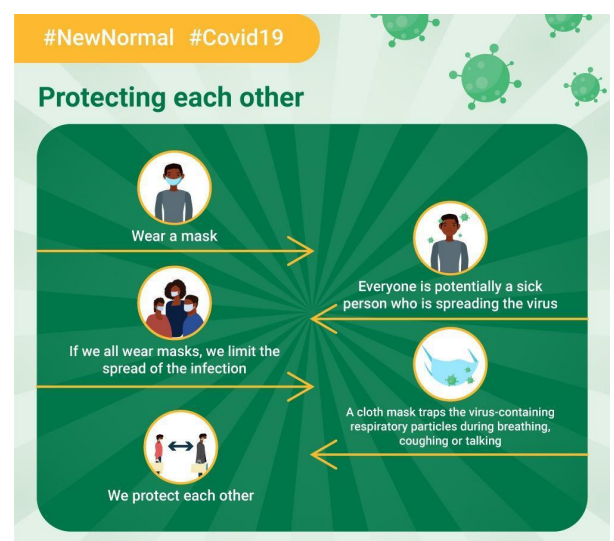 #NewNormal #Covid19
Protecting each other
Wear a mask
Everyone is potentially a sick
person who is spreading the virus
If we all wear masks, we limit the
spread of the infection
A cloth mask traps the virus-containing
respiratory particles during breathing,
coughing or talking
We protect each other